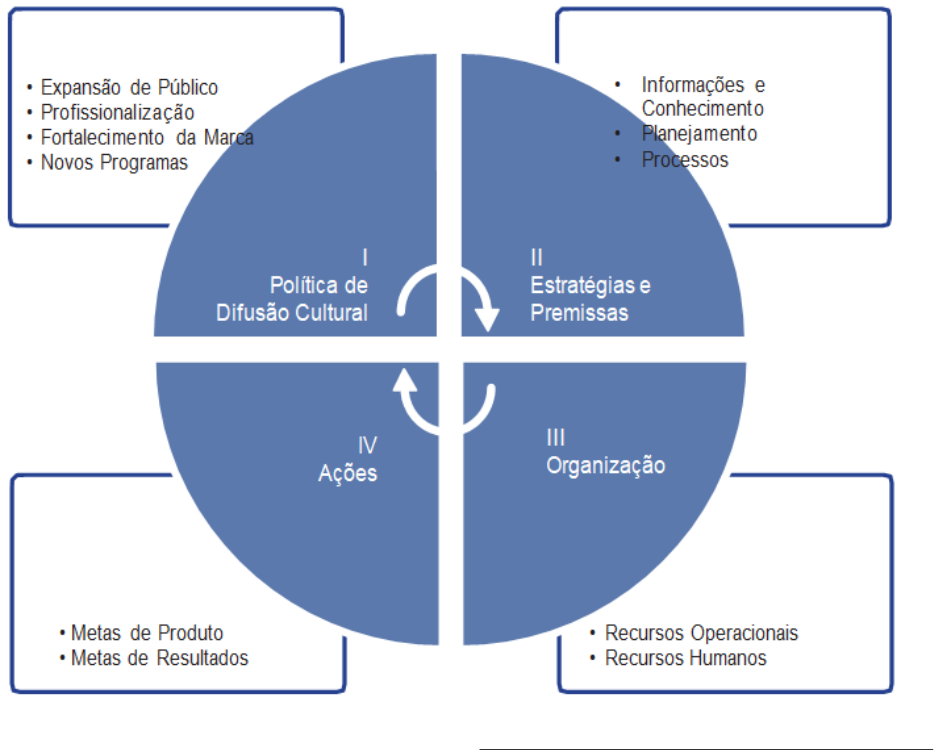 • Expansão de Público
• Profissionalização
• Fortalecimento da Marca
• Novos Programas
• Informações e
Conhecimento
• Planejamento
• Processos
I
Política de
Difusão Cultural
II
Estratégias e
Premissas
IV
Ações
III
Organização
• Metas de Produto
• Metas de Resultados
• Recursos Operacionais
• Recursos Humanos